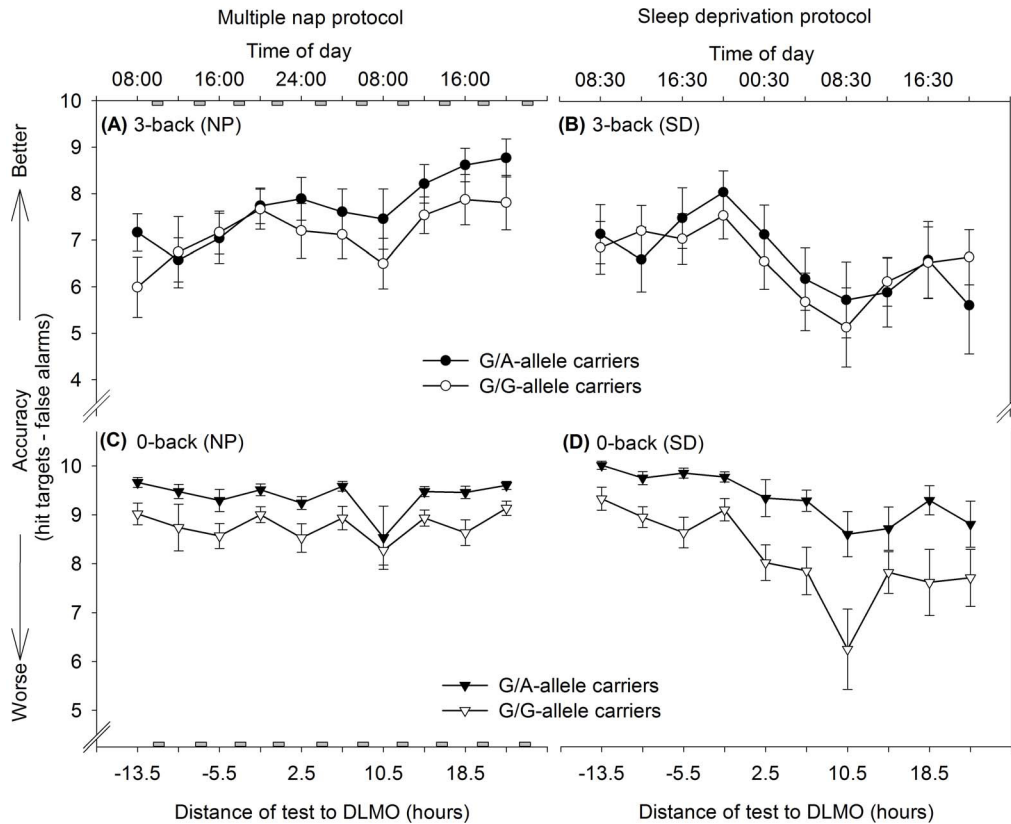 Multiple nap protocol
Sleep deprivation protocol
Time of day
Time of day
08:00 16:00 24:00 08:00 16:00
08:30 16:30 00:30 08:30 16:30
(A) 3-back (NP)
(B) 3-back (SD)
10
9
8
7
6
5
4
G/A-allele carriers
G/G-allele carriers
(C) 0-back (NP)
(D) 0-back (SD)
10
9
8
7
6
5
G/A-allele carriers
G/G-allele carriers
Better
Accuracy
(hit targets - false alarms)
Worse
-13.5 -5.5 2.5 10.5 18.5
-13.5 -5.5 2.5 10.5 18.5
Distance of test to DLMO (hours)
Distance of test to DLMO (hours)